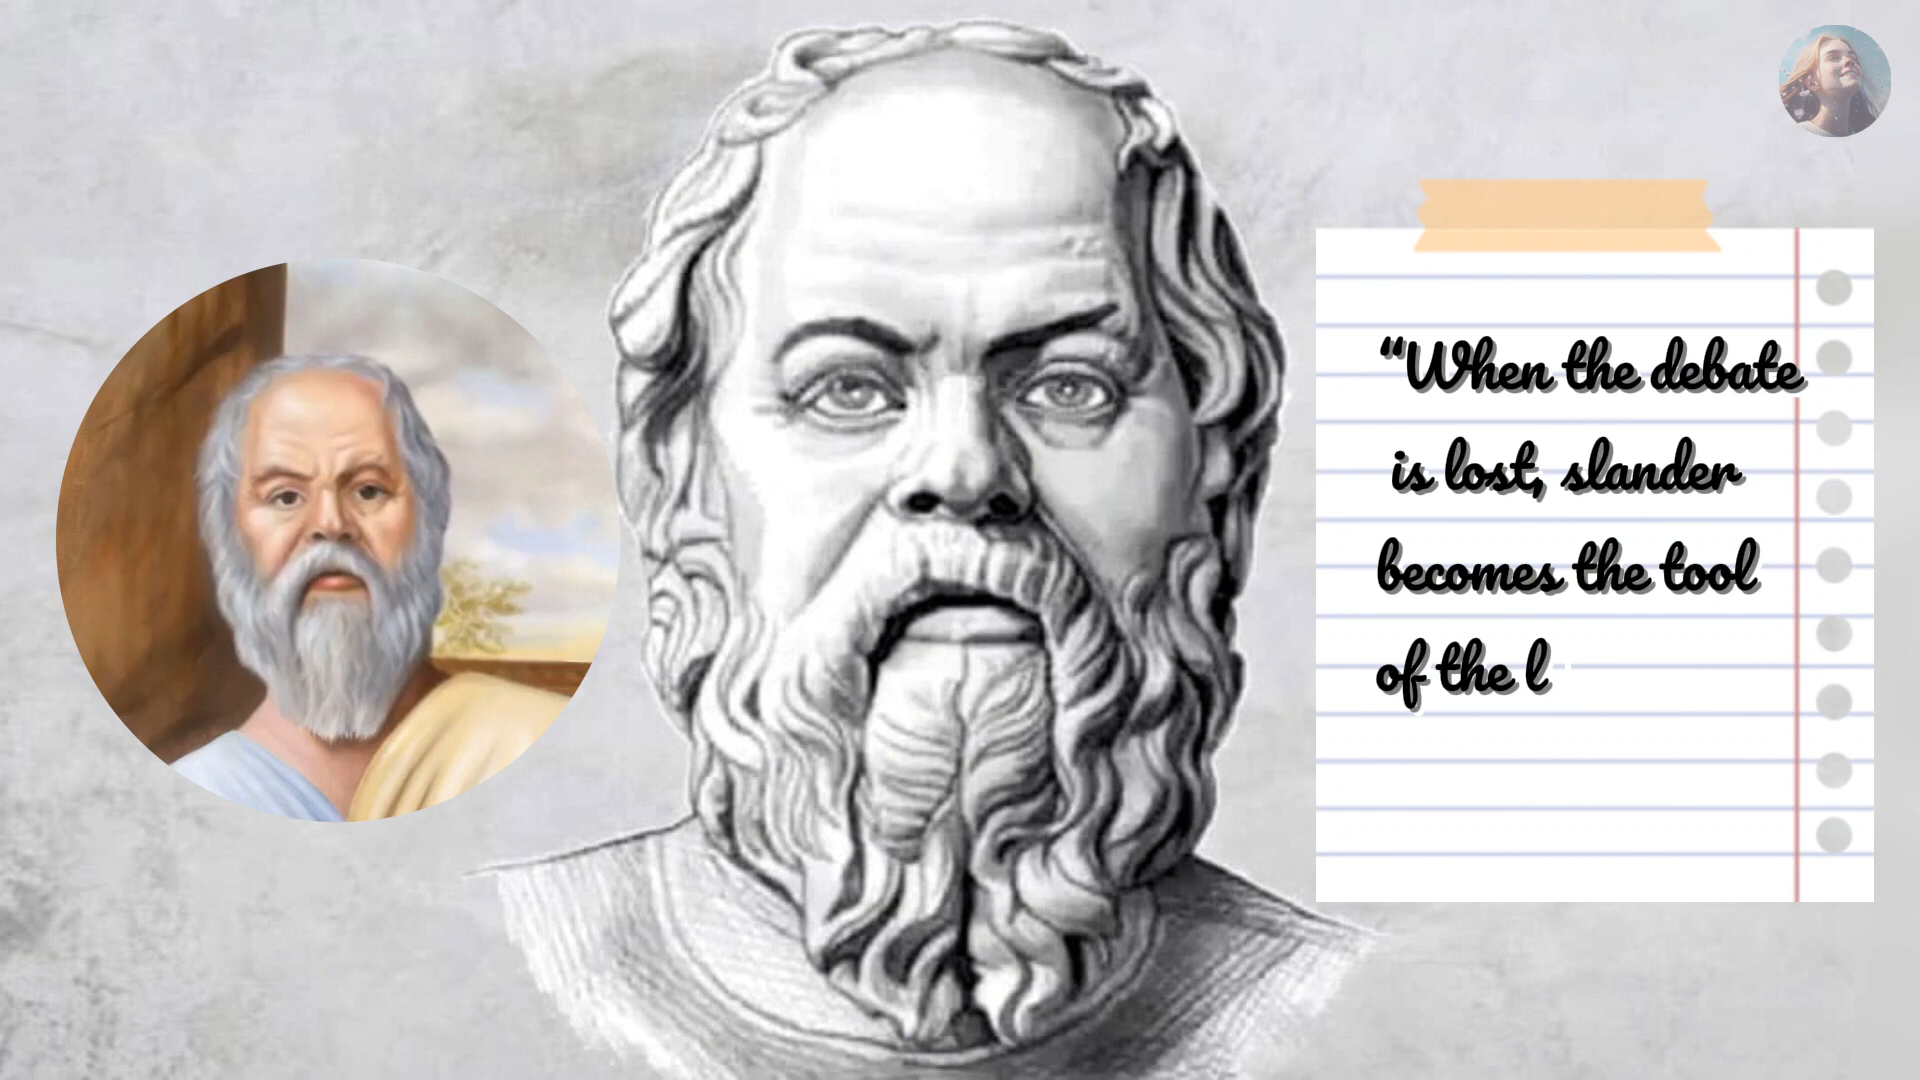 “When the debate
is lost, slander
becomes the tool
of the l